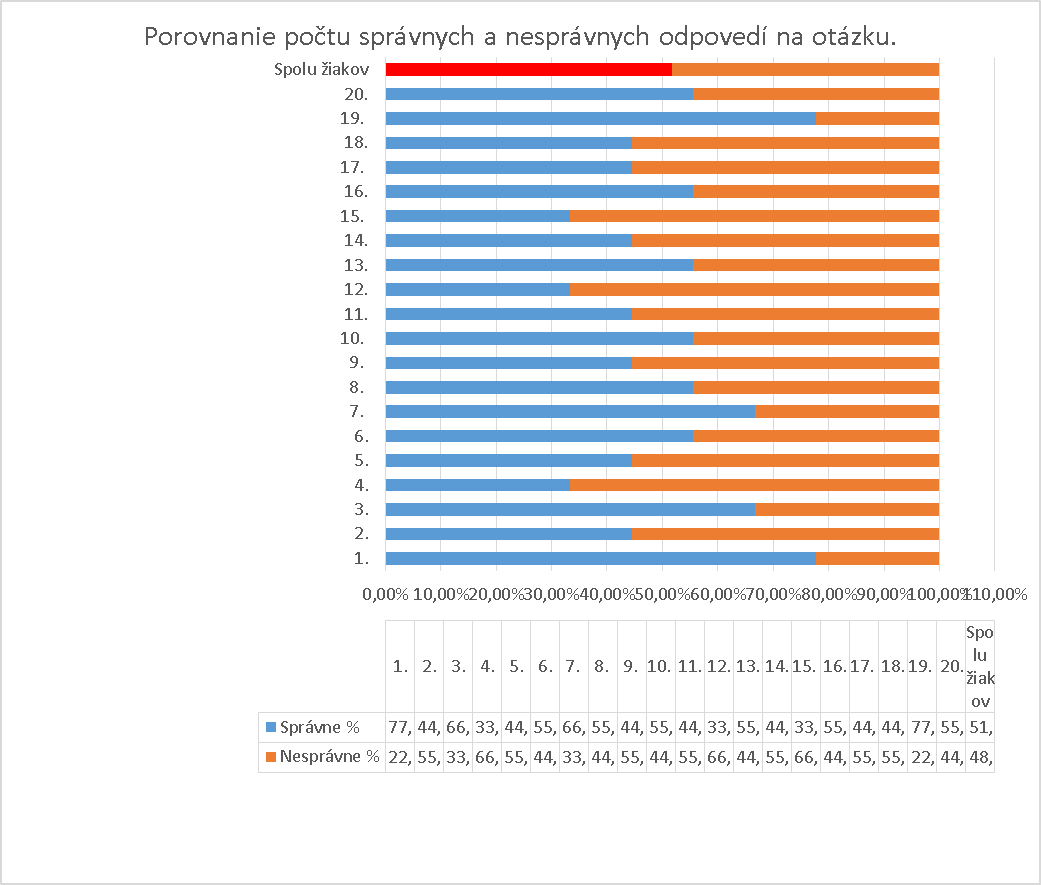 Porovnanie počtu správnych a nesprávnych odpovedí na otázku.
Spolu žiakov
20.
19.
18.
17.
16.
15.
14.
13.
12.
11.
10.
9.
8.
7.
6.
5.
4.
3.
2.
1.
0,00% 10,00% 20,00% 30,00% 40,00% 50,00% 60,00% 70,00% 80,00% 90,00% 100,00% 110,00%
1. 2. 3. 4. 5. 6. 7. 8. 9. 10. 11. 12. 13. 14. 15. 16. 17. 18. 19. 20. Spo
lu
žiak
ov
Správne % 77, 44, 66, 33, 44, 55, 66, 55, 44, 55, 44, 33, 55, 44, 33, 55, 44, 44, 77, 55, 51,
Nesprávne % 22, 55, 33, 66, 55, 44, 33, 44, 55, 44, 55, 66, 44, 55, 66, 44, 55, 55, 22, 44, 48,